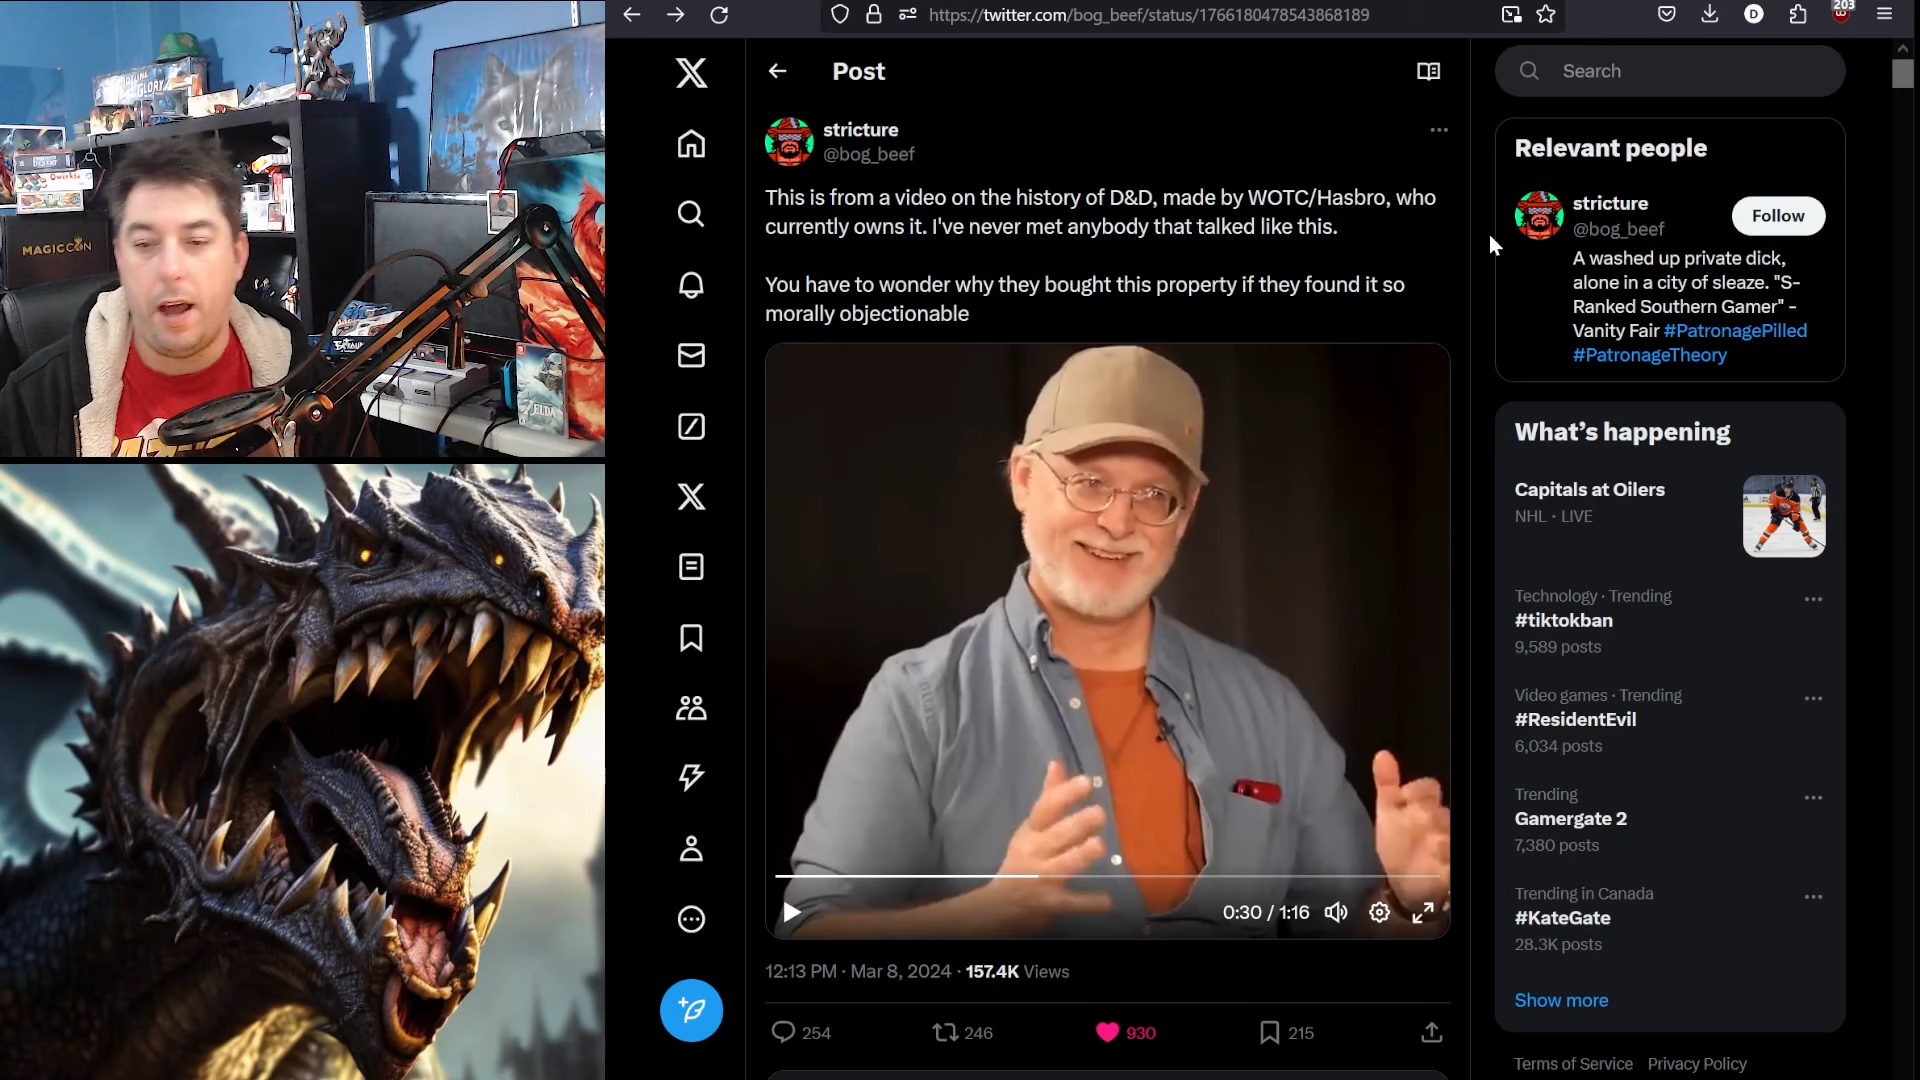 https://twitter.com/bog_beef/status/1766180478543868189
203
D
Post
stricture
@bog_beef
This is from a video on the history of D&D, made by WOTC/Hasbro, who
currently owns it. I've never met anybody that talked like this.
You have to wonder why they bought this property if they found it so
morally objectionable
0:30 / 1:16
12:13 PM · Mar 8, 2024 · 157.4K Views
254
246
930
215
Search
Relevant people
stricture
@bog_beef
Follow
A washed up private dick,
alone in a city of sleaze. "S-
Ranked Southern Gamer" -
Vanity Fair #PatronagePilled
#PatronageTheory
What's happening
Capitals at Oilers
NHL · LIVE
Technology · Trending
#tiktokban
9,589 posts
Video games · Trending
#ResidentEvil
6,034 posts
Trending
Gamergate 2
7,380 posts
Trending in Canada
#KateGate
28.3K posts
Show more
Terms of Service Privacy Policy
GLORY
Qwirkle
MAGICCON
ZELDA